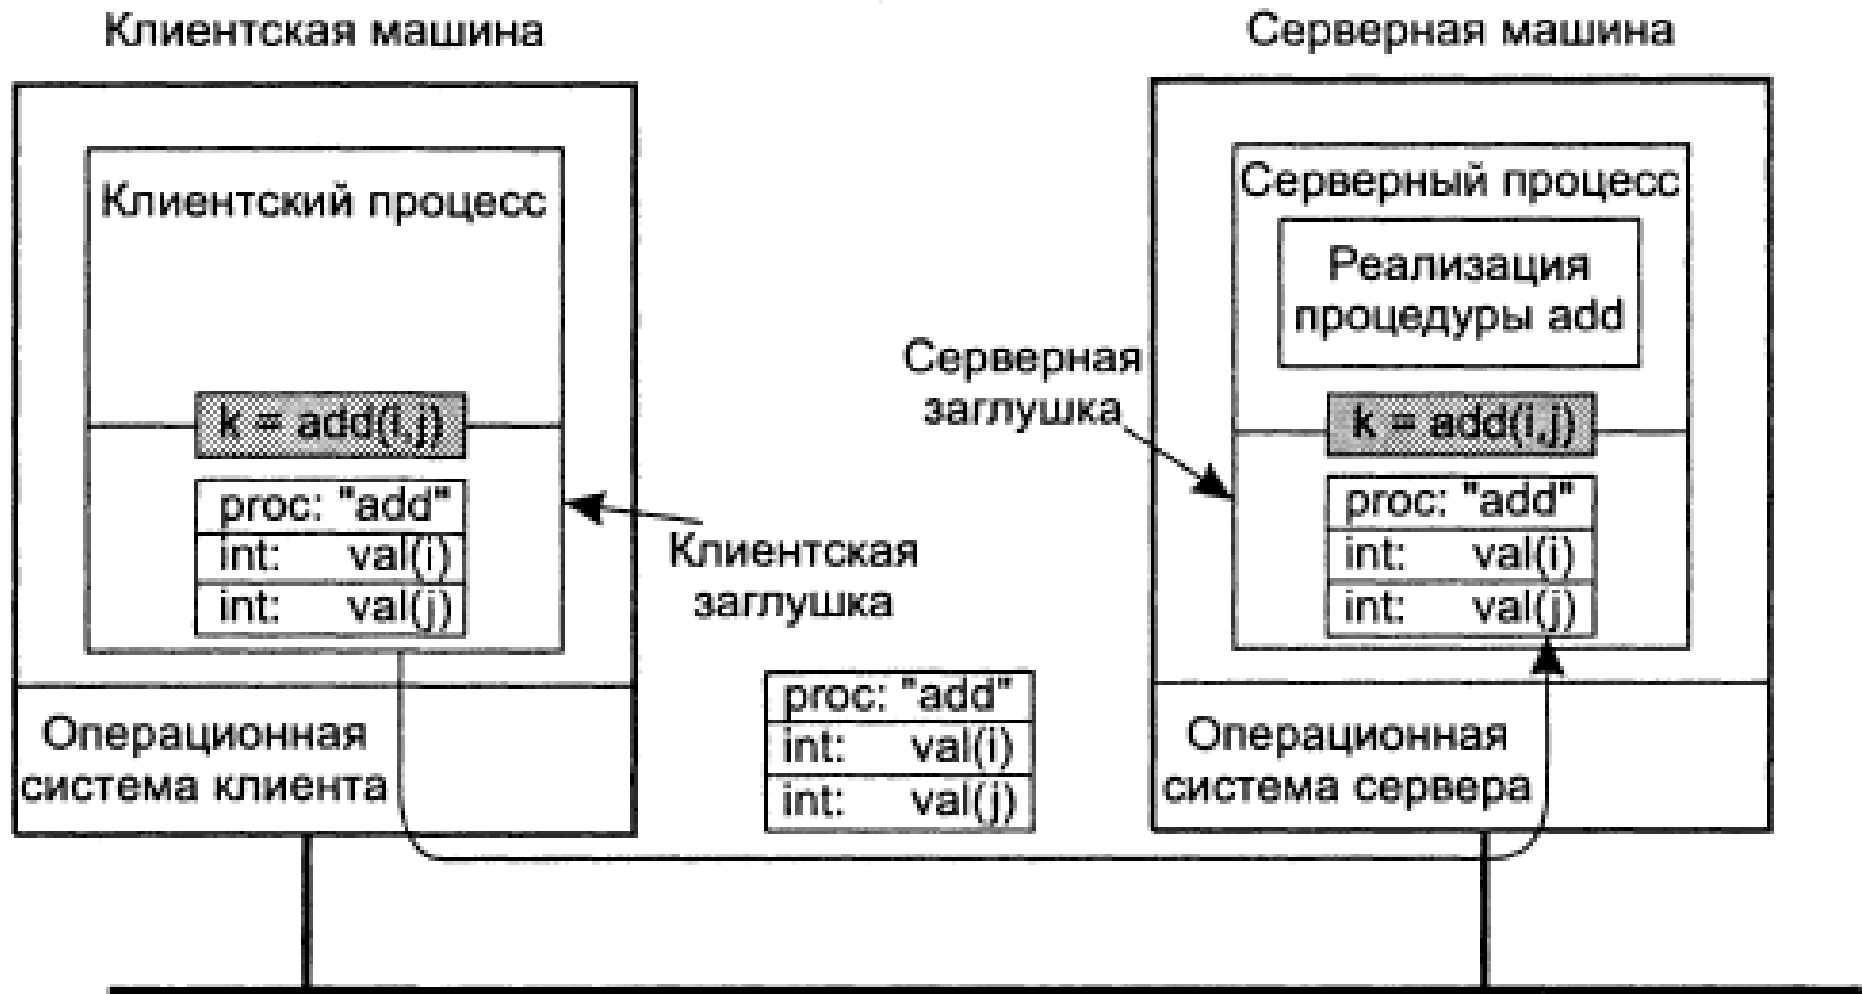 Клиентская машина
Клиентский процесс
k = add(i,j)
proc: "add"
int: val(i)
int: val(j)
Клиентская
заглушка
Операционная
система клиента
proc: "add"
int: val(i)
int: val(j)
Серверная машина
Серверный процесс
Реализация
процедуры add
Серверная
заглушка
k = add(i,j)
proc: "add"
int: val(i)
int: val(j)
Операционная
система сервера